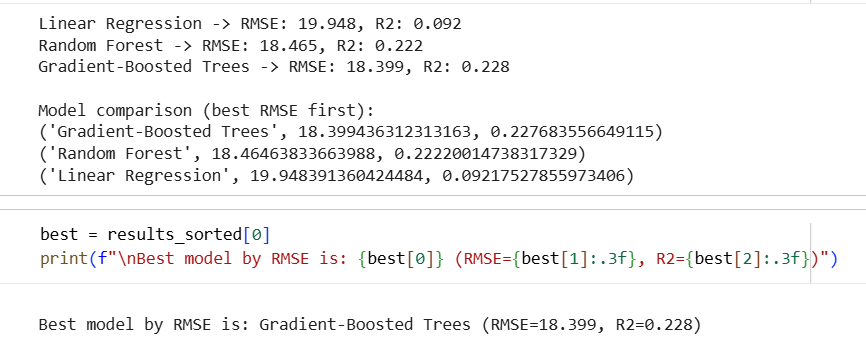 Linear Regression -> RMSE: 19.948, R2: 0.092
Random Forest -> RMSE: 18.465, R2: 0.222
Gradient-Boosted Trees -> RMSE: 18.399, R2: 0.228
Model comparison (best RMSE first):
('Gradient-Boosted Trees', 18.399436312313163, 0.227683556649115)
('Random Forest', 18.46463833663988, 0.22220014738317329)
('Linear Regression', 19.948391360424484, 0.09217527855973406)
best = results_sorted[0]
print(f"\nBest model by RMSE is: {best[0]} (RMSE={best[1]:.3f}, R2={best[2]:.3f})")
Best model by RMSE is: Gradient-Boosted Trees (RMSE=18.399, R2=0.228)